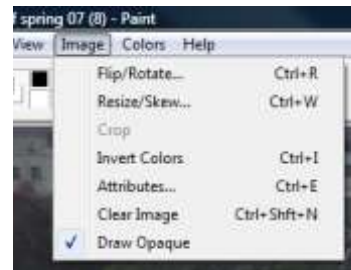 f spring 07 (8) - Paint
View Image Colors Help
Flip/Rotate... Ctrl+R
Resize/Skew... Ctrl+W
Crop
Invert Colors Ctrl+I
Attributes... Ctrl+E
Clear Image Ctrl+Shft+N
Draw Opaque